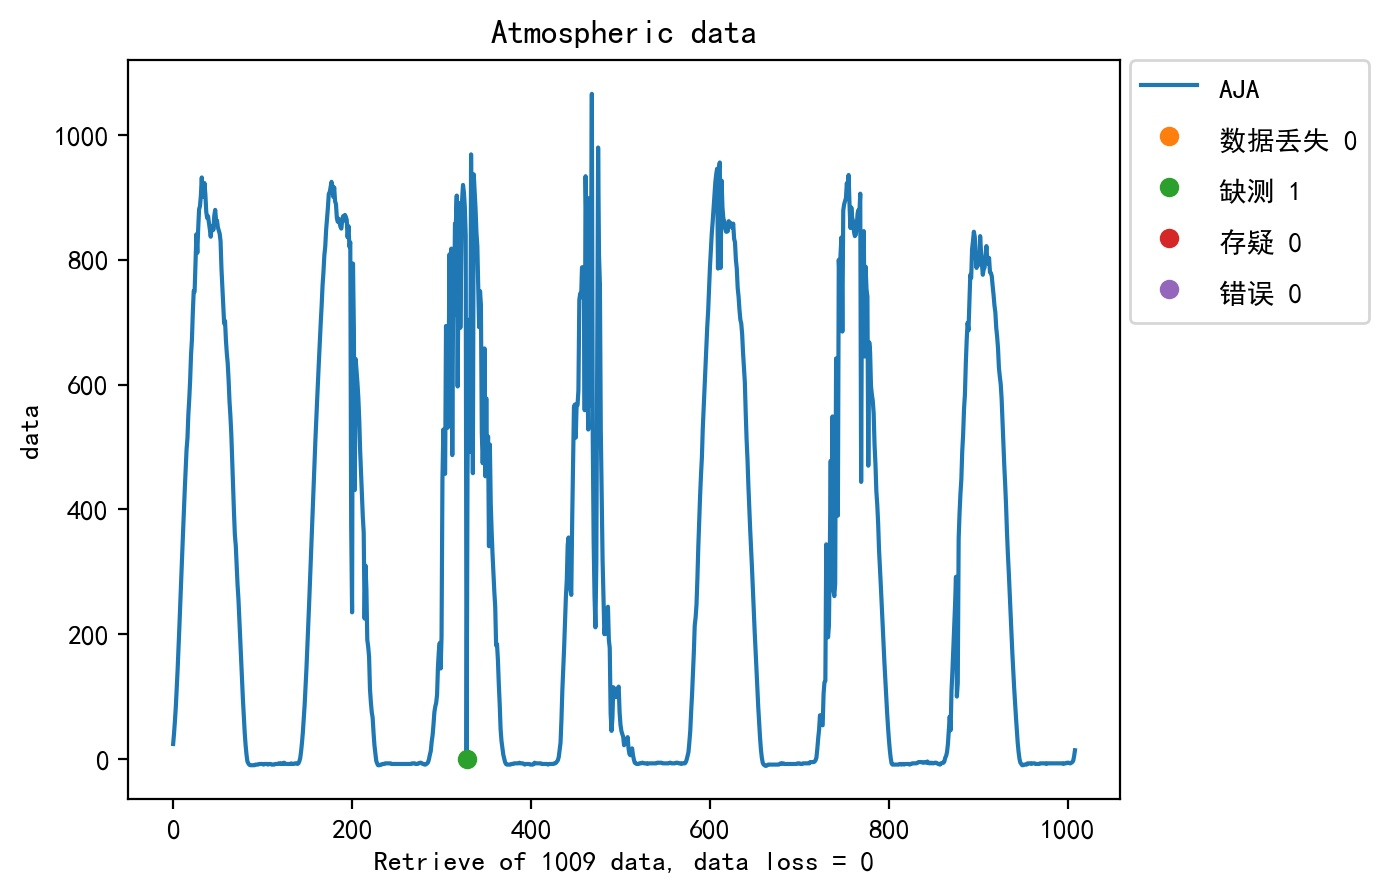 Atmospheric data
AJA
数据丢失 0
缺测 1
存疑 0
错误 0
data
1000
800
600
400
200
0
0 200 400 600 800 1000
Retrieve of 1009 data, data loss = 0